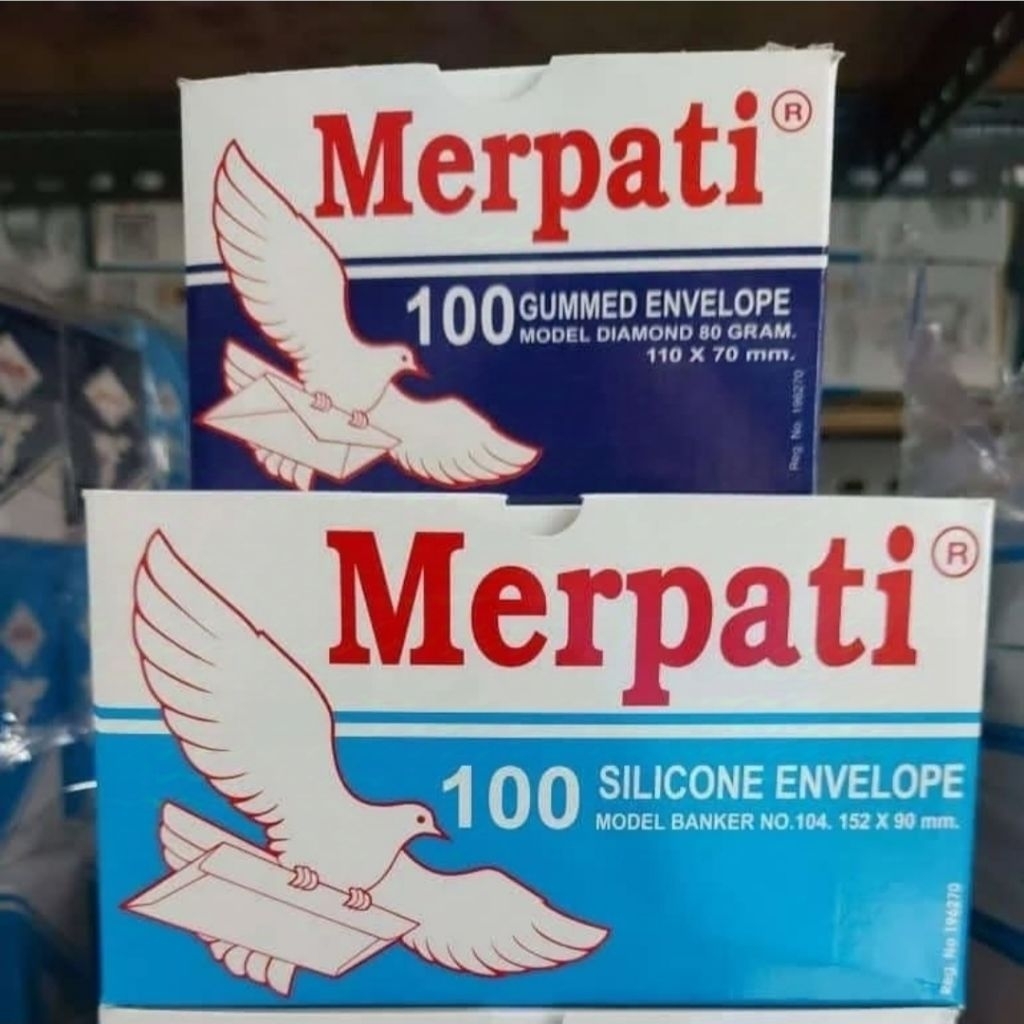 Merpati®
100 GUMMED ENVELOPE
MODEL DIAMOND 80 GRAM.
110 X 70 mm.
Reg. No. 196270
Merpati®
100 SILICONE ENVELOPE
MODEL BANKER NO.104. 152 X 90 mm.
Reg. No 196270